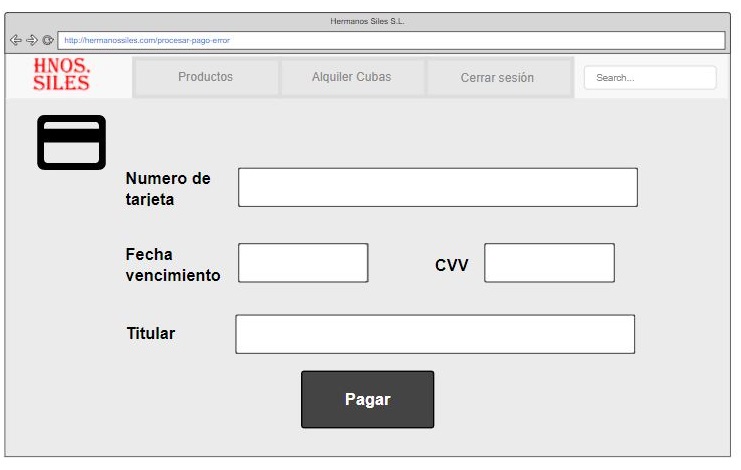 Hermanos Siles S.L.
http://hermanossiles.com/procesar-pago-error
HNOS.
SILES
Productos
Alquiler Cubas
Cerrar sesión
Search...
Numero de
tarjeta
Fecha
vencimiento
CVV
Titular
Pagar